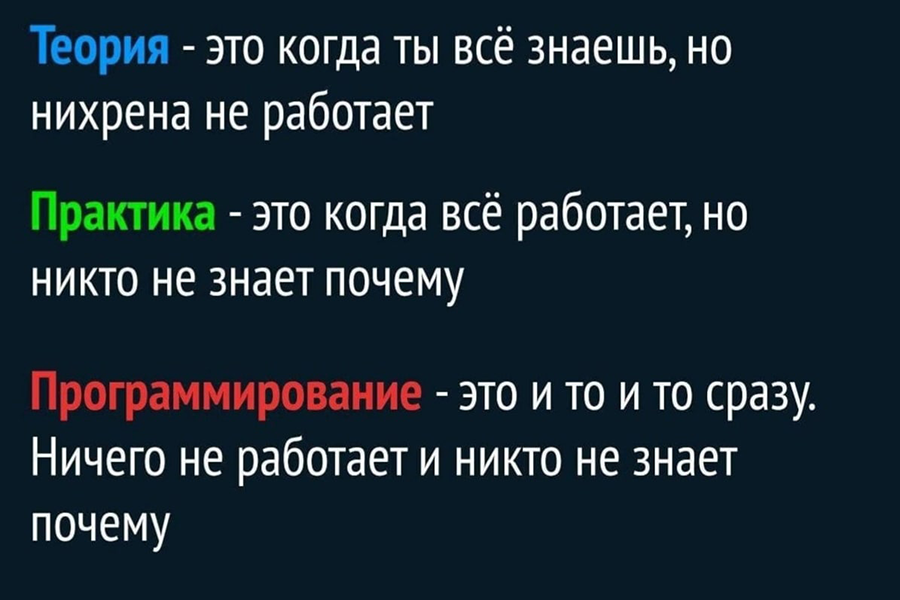 Теория - это когда ты всё знаешь, но
нихрена не работает
Практика - это когда всё работает, но
никто не знает почему
Программирование - это и то и то сразу.
Ничего не работает и никто не знает
почему